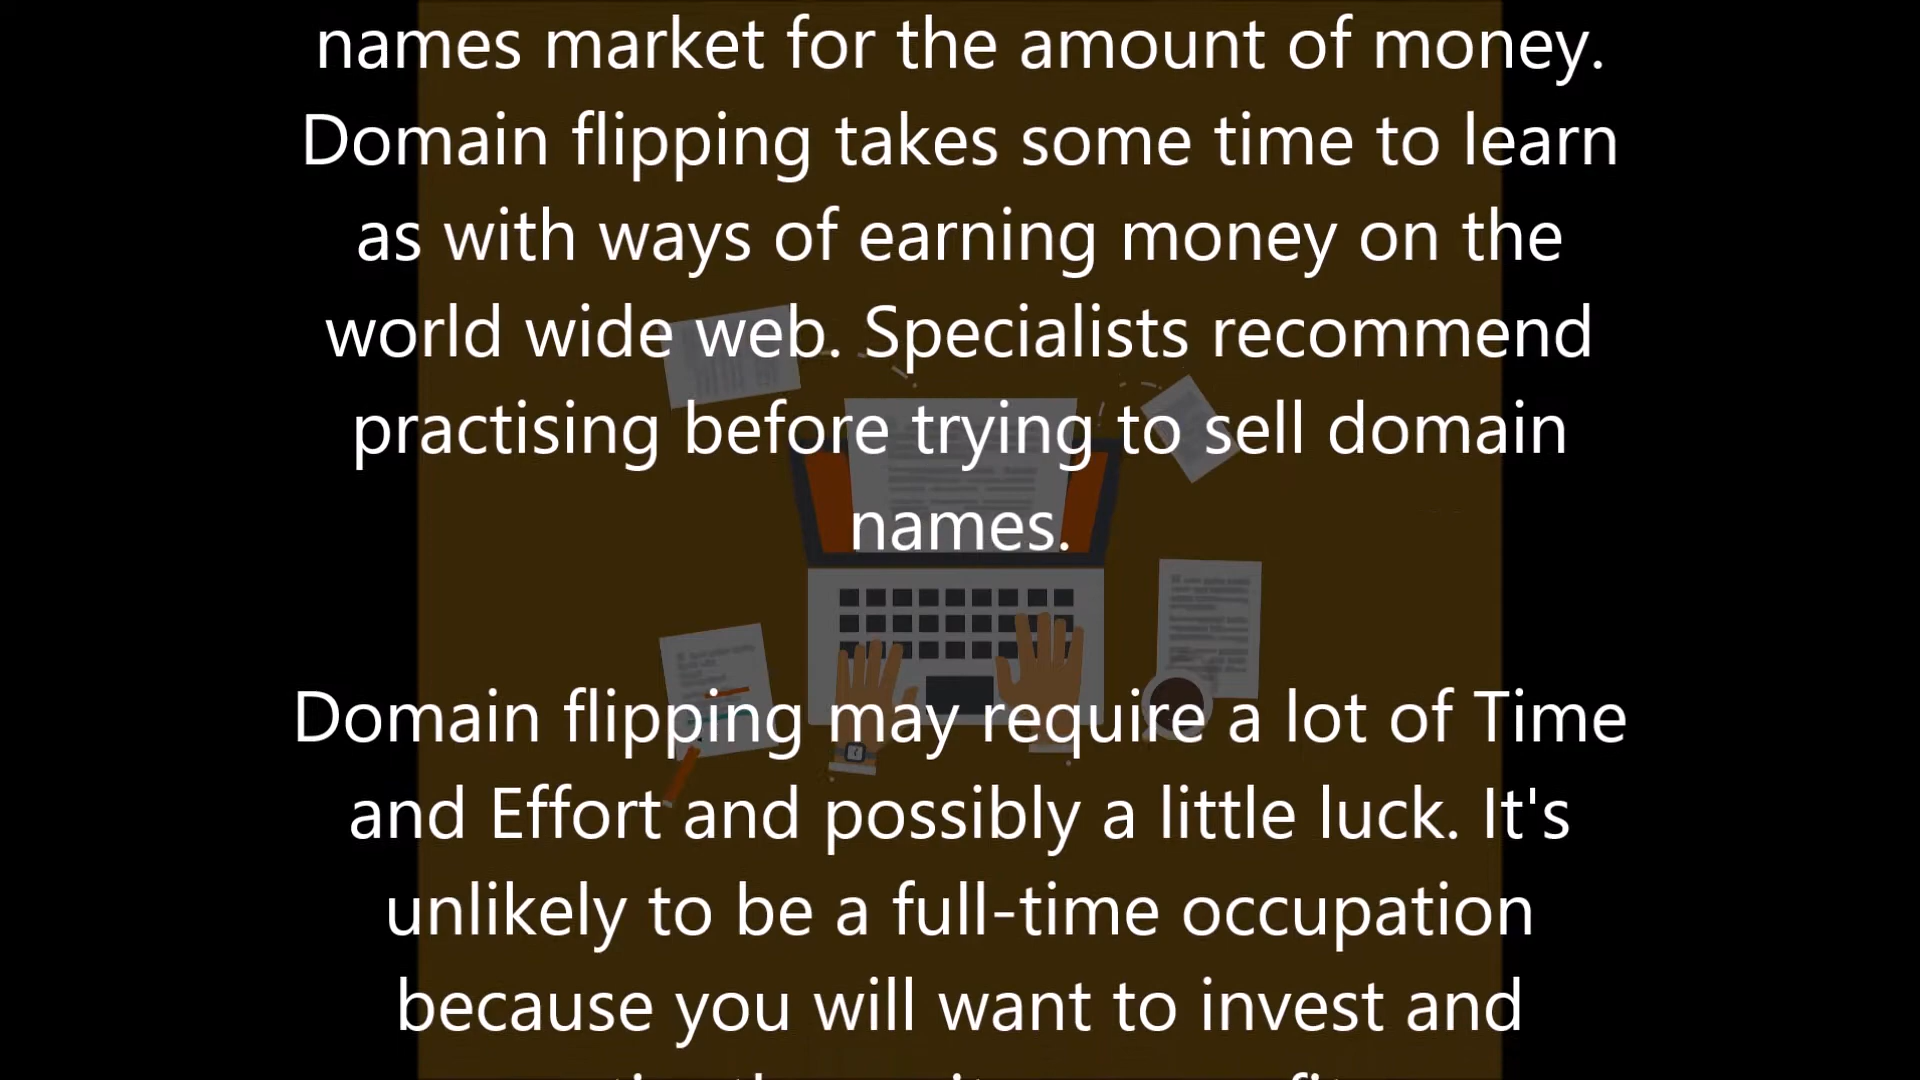 names market for the amount of money.
Domain flipping takes some time to learn
as with ways of earning money on the
world wide web. Specialists recommend
practising before trying to sell domain
names.
Domain flipping may require a lot of Time
and Effort and possibly a little luck. It's
unlikely to be a full-time occupation
because you will want to invest and